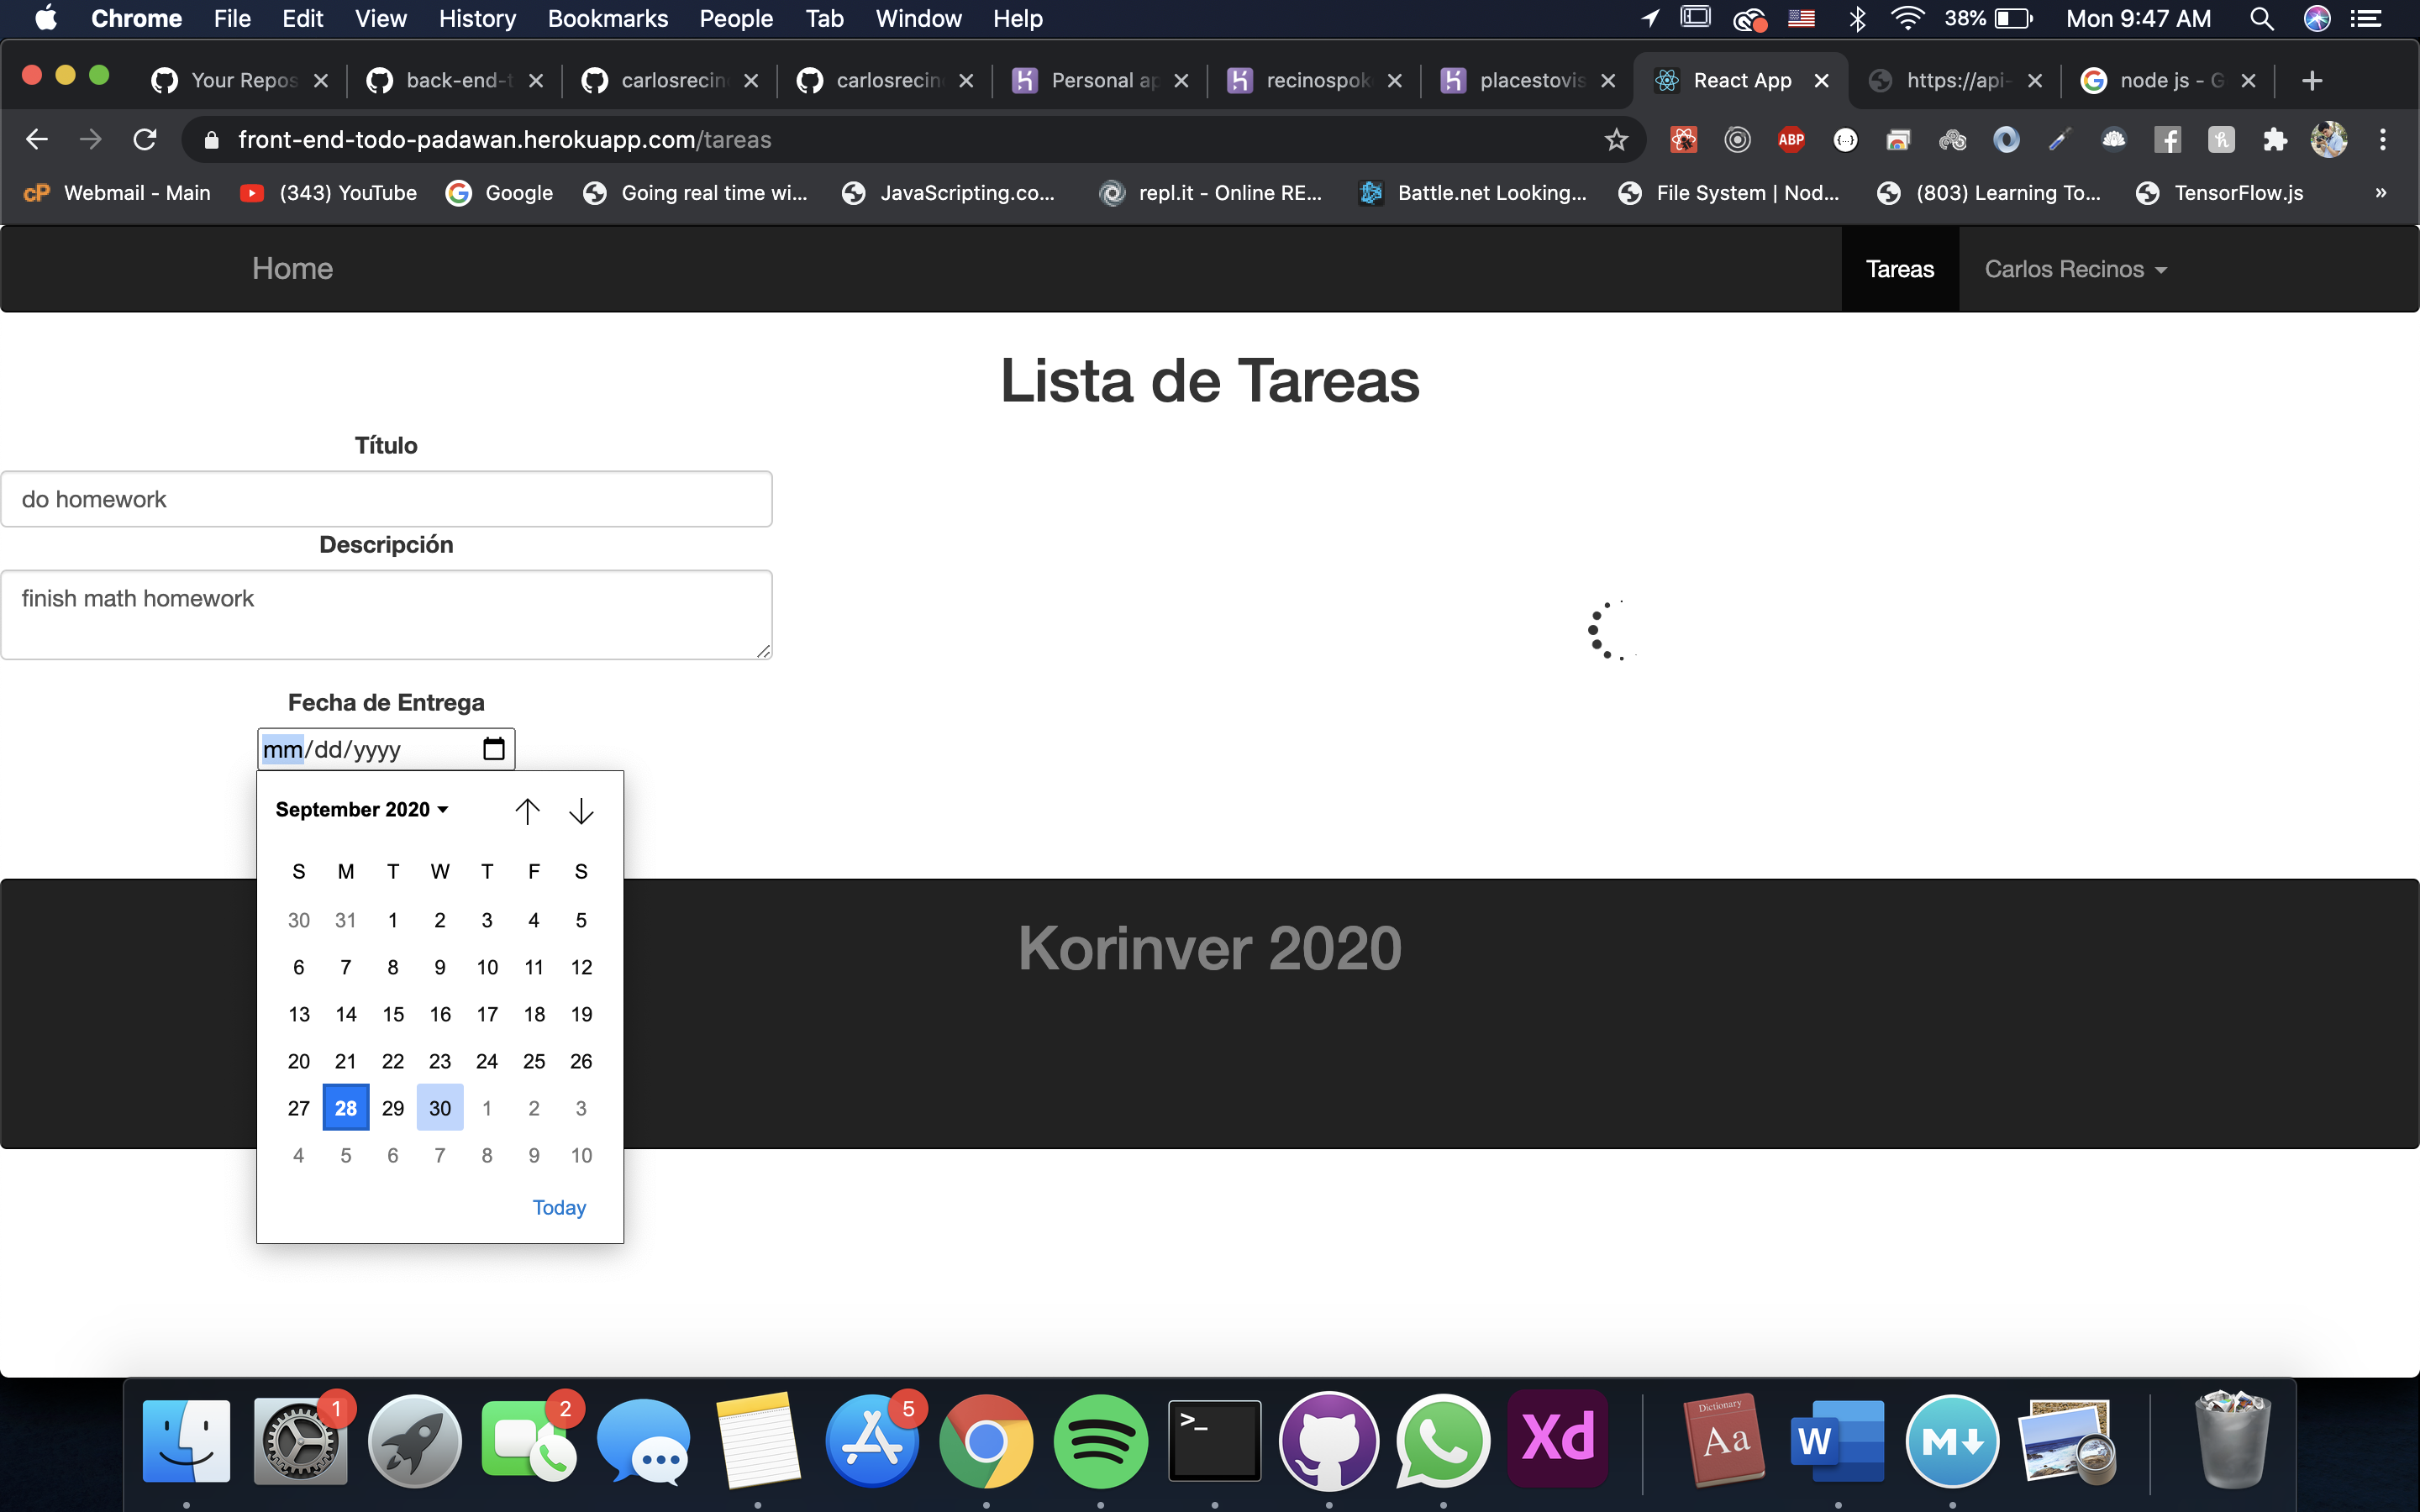 Chrome File Edit View History Bookmarks People Tab Window Help 38% Mon 9:47 AM
Your Repos back-end-t carlosrecin carlosrecin Personal ap recinospok placestovis React App https://api- node js - G
front-end-todo-padawan.herokuapp.com/tareas ABP
cP Webmail - Main (343) YouTube Google Going real time wi... JavaScripting.co... repl.it - Online RE... Battle.net Looking... File System | Nod... (803) Learning To... TensorFlow.js »
Home Tareas Carlos Recinos
Lista de Tareas
Título
do homework
Descripción
finish math homework
Fecha de Entrega
mm/dd/yyyy
September 2020
S M T W T F S
30 31 1 2 3 4 5
6 7 8 9 10 11 12
13 14 15 16 17 18 19
20 21 22 23 24 25 26
27 28 29 30 1 2 3
4 5 6 7 8 9 10
Today
Korinver 2020
1 2 5
>_ Xd Dictionary Aa W M